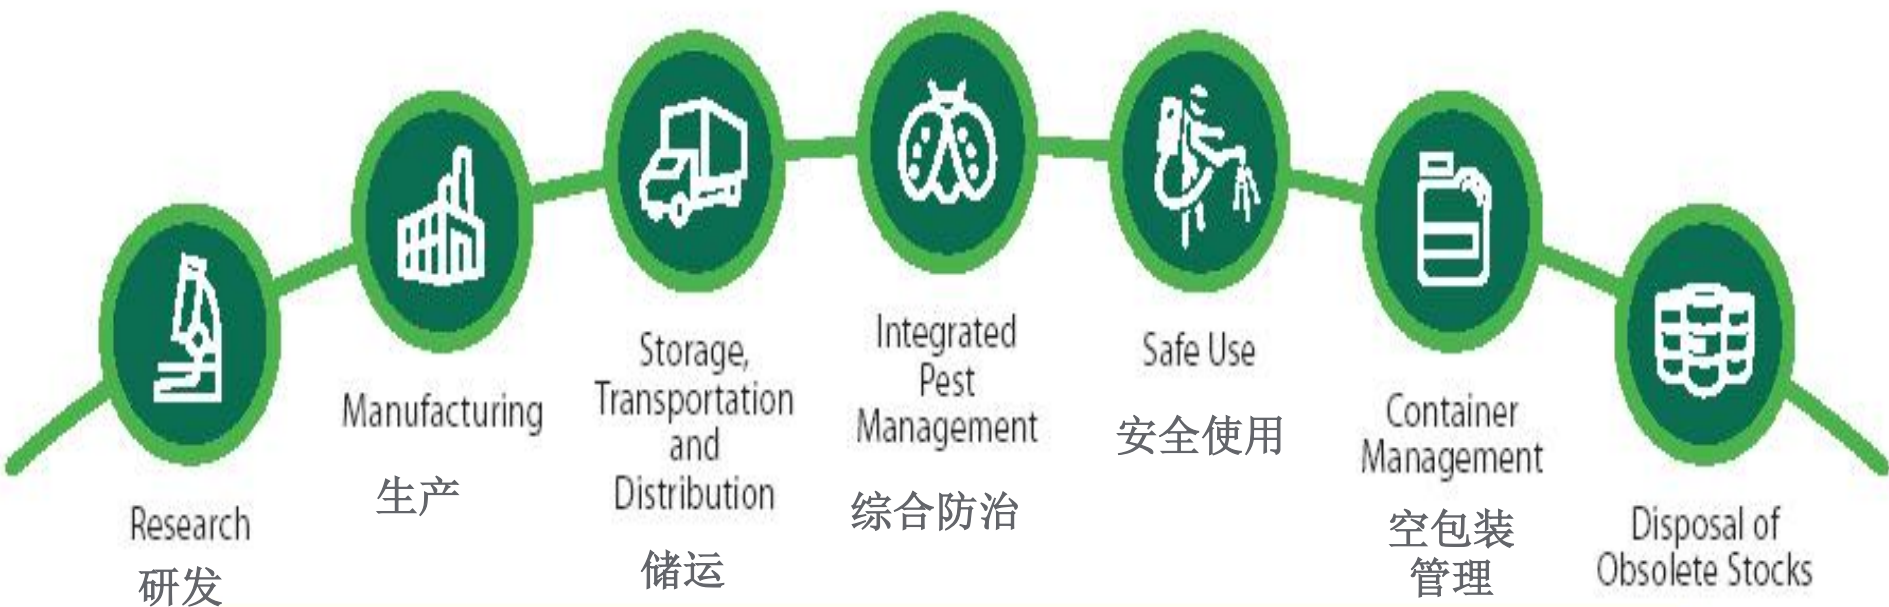 Research
研发
Manufacturing
生产
Storage,
Transportation
and
Distribution
储运
Integrated
Pest
Management
综合防治
Safe Use
安全使用
Container
Management
空包装
管理
Disposal of
Obsolete Stocks